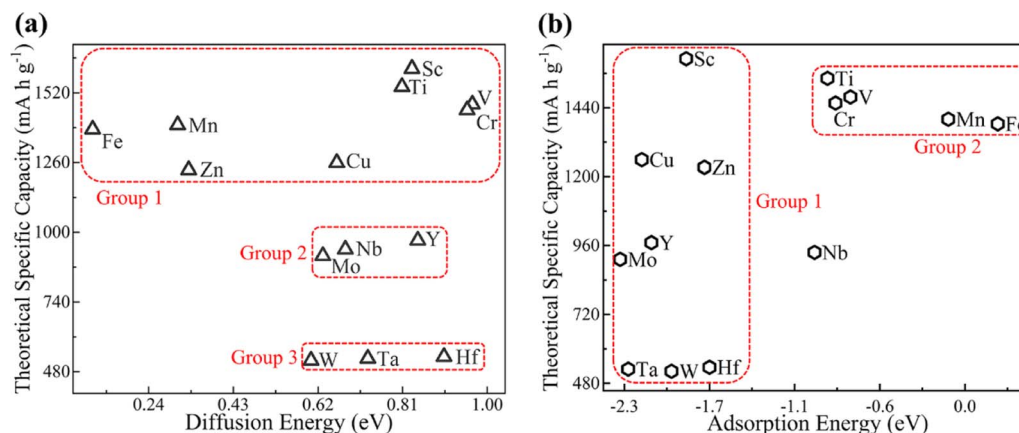 (a)
Theoretical Specific Capacity (mA h g⁻¹)
1520
1260
1000
740
480
Sc
Ti
V
Cr
Fe
Mn
Zn
Cu
Group 1
Nb
Y
Mo
Group 2
Group 3
W
Ta
Hf
0.24 0.43 0.62 0.81 1.00
Diffusion Energy (eV)
(b)
Theoretical Specific Capacity (mA h g⁻¹)
1440
1200
960
720
480
Sc
Ti
V
Cr
Mn
Fe
Group 2
Cu
Zn
Group 1
Y
Mo
Nb
Ta
W
Hf
-2.3 -1.7 -1.1 -0.6 0.0
Adsorption Energy (eV)